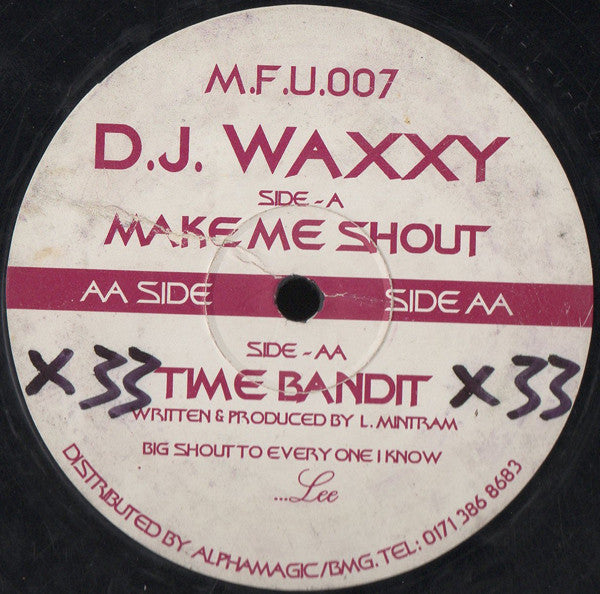 M.F.U.007
D.J. WAXXY
SIDE - A
MAKE ME SHOUT
AA SIDE SIDE AA
SIDE - AA
X 33 TIME BANDIT X 33
WRITTEN & PRODUCED BY L. MINTRAM
BIG SHOUT TO EVERY ONE I KNOW
...Lee
DISTRIBUTED BY. ALPHAMAGIC/BMG. TEL: 0171 386 8683